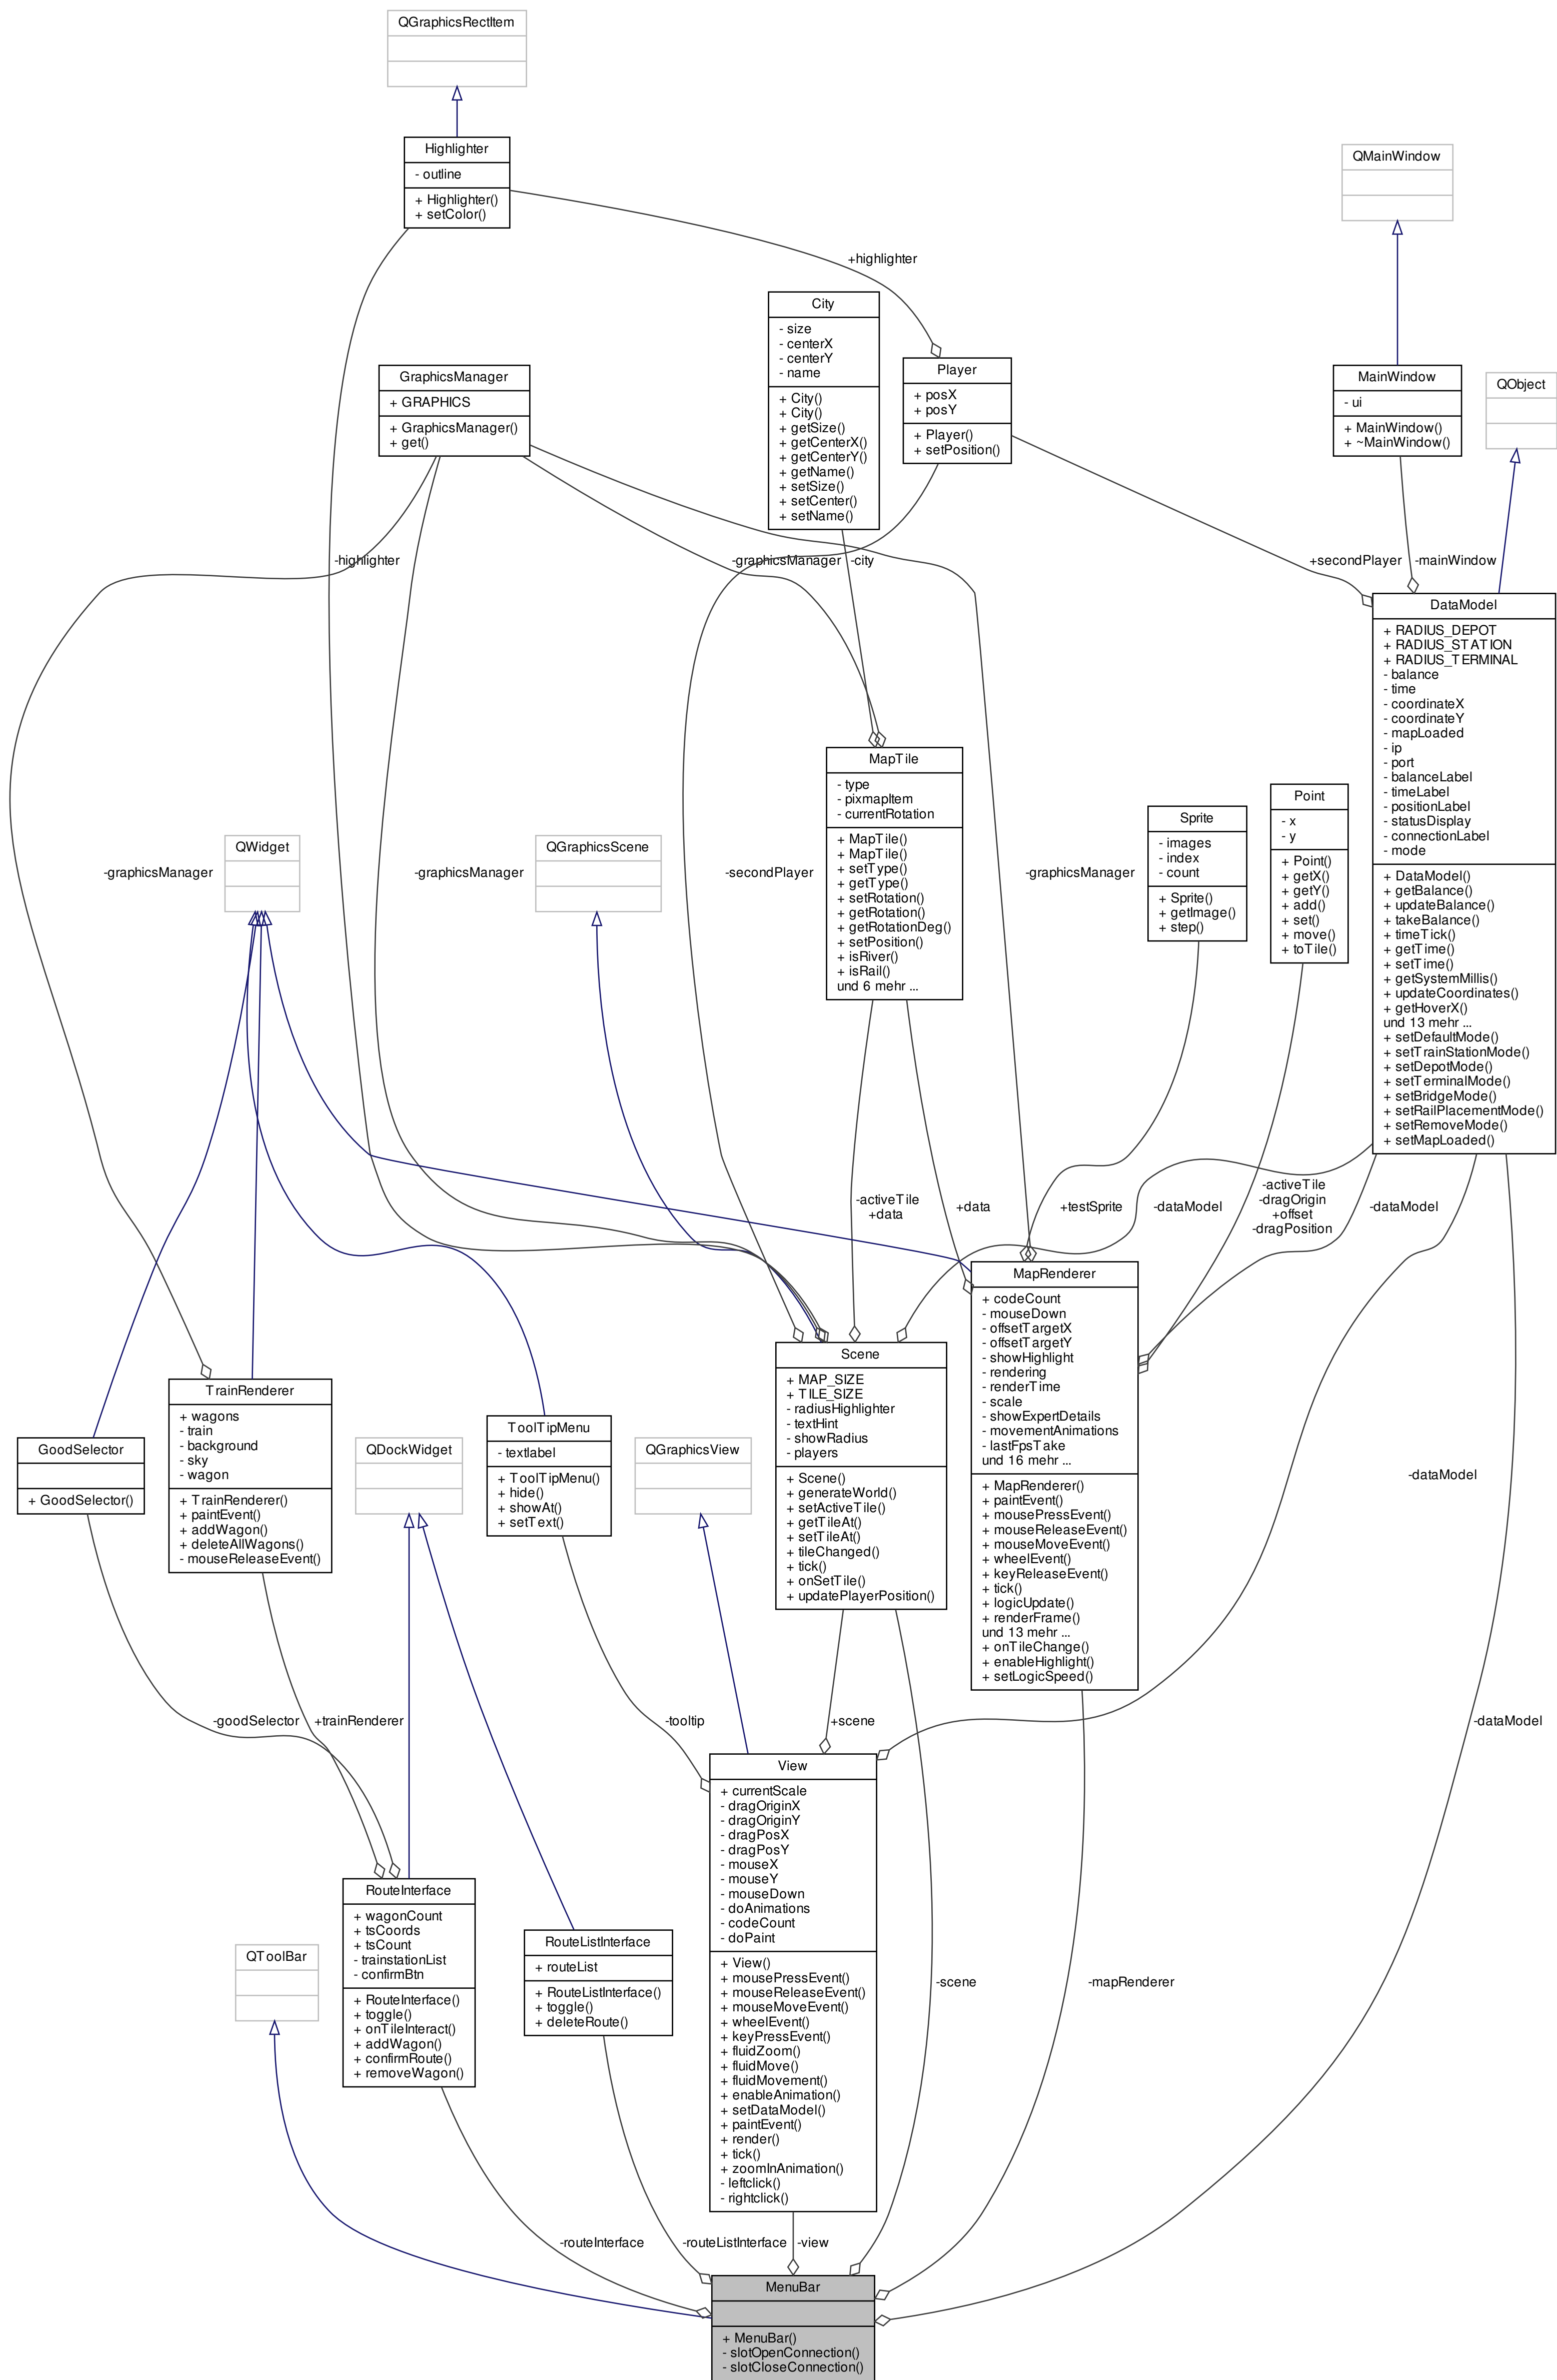 QGraphicsRectItem
Highlighter
- outline
+ Highlighter()
+ setColor()
QMainWindow
+highlighter
City
- size
- centerX
- centerY
- name
+ City()
+ City()
+ getSize()
+ getCenterX()
+ getCenterY()
+ getName()
+ setSize()
+ setCenter()
+ setName()
GraphicsManager
+ GRAPHICS
+ GraphicsManager()
+ get()
Player
+ posX
+ posY
+ Player()
+ setPosition()
MainWindow
- ui
+ MainWindow()
+ ~MainWindow()
QObject
-highlighter
-graphicsManager
-city
+secondPlayer
-mainWindow
DataModel
+ RADIUS_DEPOT
+ RADIUS_STATION
+ RADIUS_TERMINAL
- balance
- time
- coordinateX
- coordinateY
- mapLoaded
- ip
- port
- balanceLabel
- timeLabel
- positionLabel
- statusDisplay
- connectionLabel
- mode
+ DataModel()
+ getBalance()
+ updateBalance()
+ takeBalance()
+ timeTick()
+ getTime()
+ setTime()
+ getSystemMillis()
+ updateCoordinates()
+ getHoverX()
und 13 mehr ...
+ setDefaultMode()
+ setTrainStationMode()
+ setDepotMode()
+ setTerminalMode()
+ setBridgeMode()
+ setRailPlacementMode()
+ setRemoveMode()
+ setMapLoaded()
MapTile
- type
- pixmapItem
- currentRotation
+ MapTile()
+ MapTile()
+ setType()
+ getType()
+ setRotation()
+ getRotation()
+ getRotationDeg()
+ setPosition()
+ isRiver()
+ isRail()
und 6 mehr ...
Sprite
- images
- index
- count
+ Sprite()
+ getImage()
+ step()
Point
- x
- y
+ Point()
+ getX()
+ getY()
+ add()
+ set()
+ move()
+ toTile()
-graphicsManager
QWidget
-graphicsManager
QGraphicsScene
-secondPlayer
-graphicsManager
-activeTile
+data
+data
+testSprite
-dataModel
-activeTile
-dragOrigin
+offset
-dragPosition
-dataModel
MapRenderer
+ codeCount
- mouseDown
- offsetTargetX
- offsetTargetY
- showHighlight
- rendering
- renderTime
- scale
- showExpertDetails
- movementAnimations
- lastFpsTake
und 16 mehr ...
+ MapRenderer()
+ paintEvent()
+ mousePressEvent()
+ mouseReleaseEvent()
+ mouseMoveEvent()
+ wheelEvent()
+ keyReleaseEvent()
+ tick()
+ logicUpdate()
+ renderFrame()
und 13 mehr ...
+ onTileChange()
+ enableHighlight()
+ setLogicSpeed()
Scene
+ MAP_SIZE
+ TILE_SIZE
- radiusHighlighter
- textHint
- showRadius
- players
+ Scene()
+ generateWorld()
+ setActiveTile()
+ getTileAt()
+ setTileAt()
+ tileChanged()
+ tick()
+ onSetTile()
+ updatePlayerPosition()
TrainRenderer
+ wagons
- train
- background
- sky
- wagon
+ TrainRenderer()
+ paintEvent()
+ addWagon()
+ deleteAllWagons()
- mouseReleaseEvent()
GoodSelector
+ GoodSelector()
QDockWidget
ToolTipMenu
- textlabel
+ ToolTipMenu()
+ hide()
+ showAt()
+ setText()
QGraphicsView
-dataModel
-goodSelector
+trainRenderer
-tooltip
+scene
-dataModel
View
+ currentScale
- dragOriginX
- dragOriginY
- dragPosX
- dragPosY
- mouseX
- mouseY
- mouseDown
- doAnimations
- codeCount
- doPaint
+ View()
+ mousePressEvent()
+ mouseReleaseEvent()
+ mouseMoveEvent()
+ wheelEvent()
+ keyPressEvent()
+ fluidZoom()
+ fluidMove()
+ fluidMovement()
+ enableAnimation()
+ setDataModel()
+ paintEvent()
+ render()
+ tick()
+ zoomInAnimation()
- leftclick()
- rightclick()
RouteInterface
+ wagonCount
+ tsCoords
+ tsCount
- trainstationList
- confirmBtn
+ RouteInterface()
+ toggle()
+ onTileInteract()
+ addWagon()
+ confirmRoute()
+ removeWagon()
QToolBar
RouteListInterface
+ routeList
+ RouteListInterface()
+ toggle()
+ deleteRoute()
-scene
-mapRenderer
-routeInterface
-routeListInterface
-view
MenuBar
+ MenuBar()
- slotOpenConnection()
- slotCloseConnection()